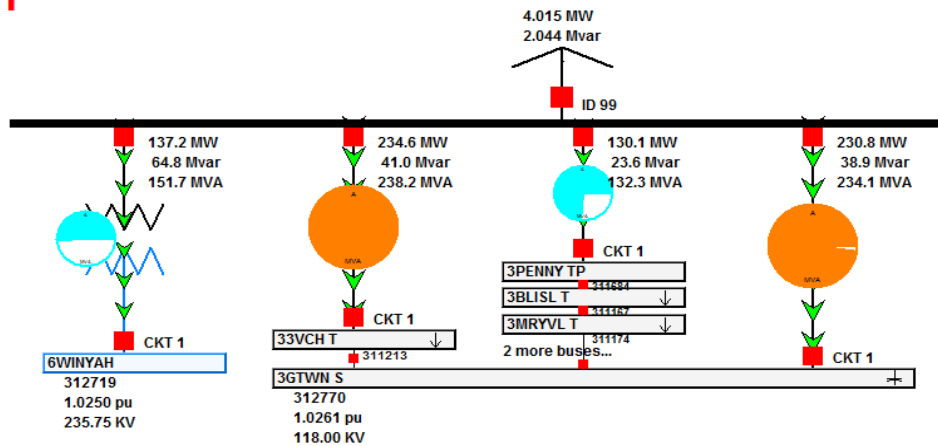 4.015 MW
2.044 Mvar
ID 99
137.2 MW
64.8 Mvar
151.7 MVA
234.6 MW
41.0 Mvar
238.2 MVA
130.1 MW
23.6 Mvar
132.3 MVA
230.8 MW
38.9 Mvar
234.1 MVA
A
A
MVA
MVA
CKT 1
3PENNY TP
311684
3BLISL T
311167
3MRYVL T
311174
2 more buses...
CKT 1
33VCH T
311213
CKT 1
6WINYAH
312719
1.0250 pu
235.75 KV
CKT 1
3GTWN S
312770
1.0261 pu
118.00 KV